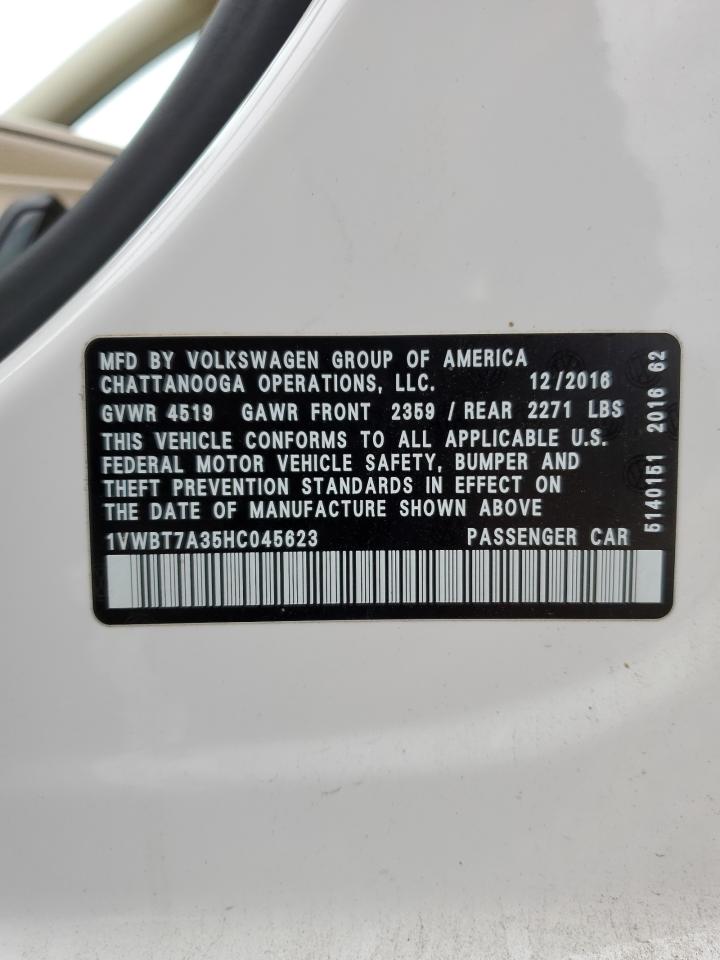 MFD BY VOLKSWAGEN GROUP OF AMERICA
CHATTANOOGA OPERATIONS, LLC. 12/2016
GVWR 4519 GAWR FRONT 2359 / REAR 2271 LBS
THIS VEHICLE CONFORMS TO ALL APPLICABLE U.S.
FEDERAL MOTOR VEHICLE SAFETY, BUMPER AND
THEFT PREVENTION STANDARDS IN EFFECT ON
THE DATE OF MANUFACTURE SHOWN ABOVE
1VWBT7A35HC045623 PASSENGER CAR
5140151 2016 62